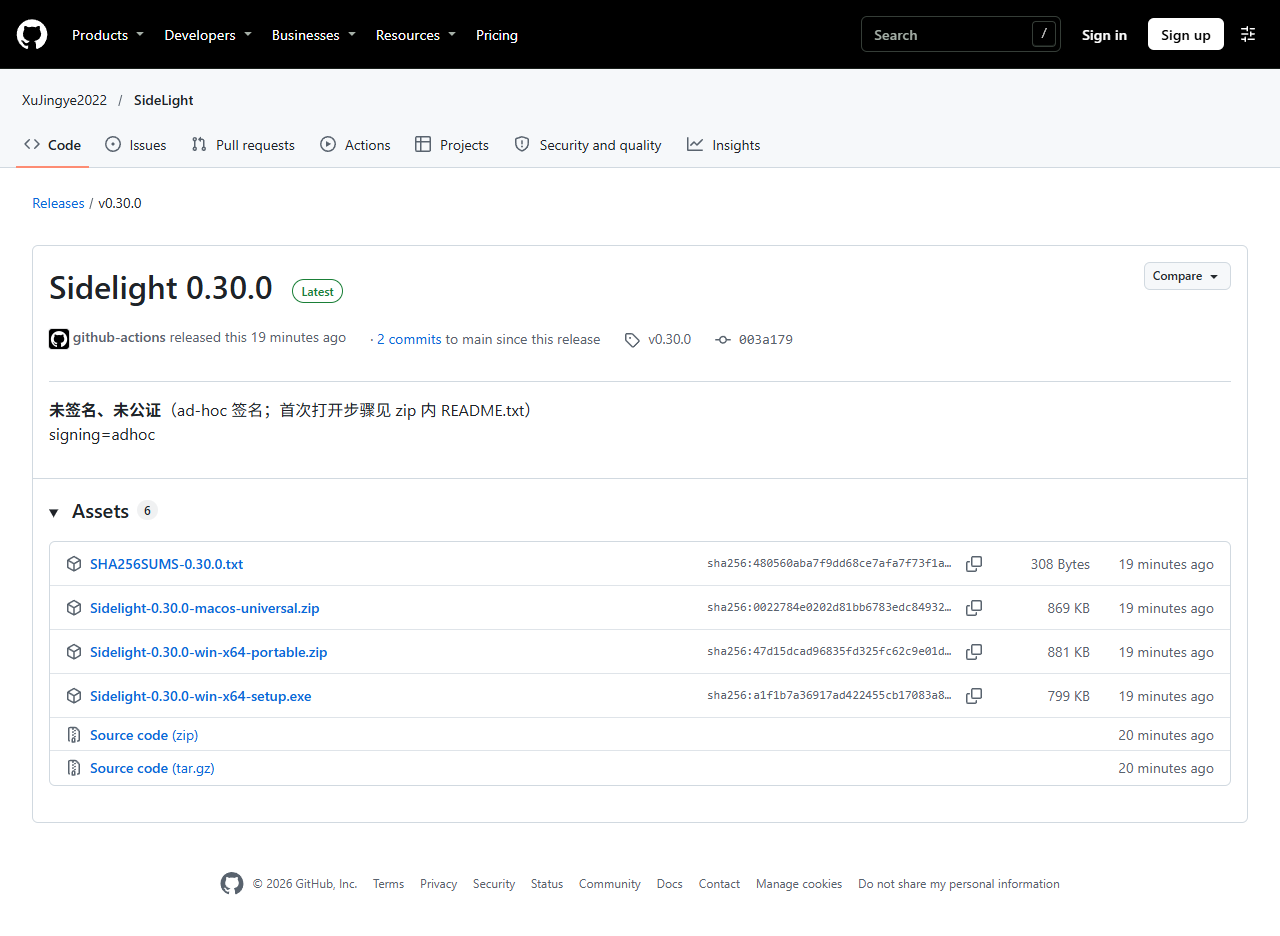 Products Developers Businesses Resources Pricing Search / Sign in Sign up
XuJingye2022 / SideLight
Code Issues Pull requests Actions Projects Security and quality Insights
Releases / v0.30.0
Sidelight 0.30.0 Latest Compare
github-actions released this 19 minutes ago · 2 commits to main since this release v0.30.0 003a179
未签名、未公证（ad-hoc 签名；首次打开步骤见 zip 内 README.txt）
signing=adhoc
Assets 6
SHA256SUMS-0.30.0.txt sha256:480560aba7f9dd68ce7afa7f73f1a… 308 Bytes 19 minutes ago
Sidelight-0.30.0-macos-universal.zip sha256:0022784e0202d81bb6783edc84932… 869 KB 19 minutes ago
Sidelight-0.30.0-win-x64-portable.zip sha256:47d15dcad96835fd325fc62c9e01d… 881 KB 19 minutes ago
Sidelight-0.30.0-win-x64-setup.exe sha256:a1f1b7a36917ad422455cb17083a8… 799 KB 19 minutes ago
Source code (zip) 20 minutes ago
Source code (tar.gz) 20 minutes ago
© 2026 GitHub, Inc. Terms Privacy Security Status Community Docs Contact Manage cookies Do not share my personal information